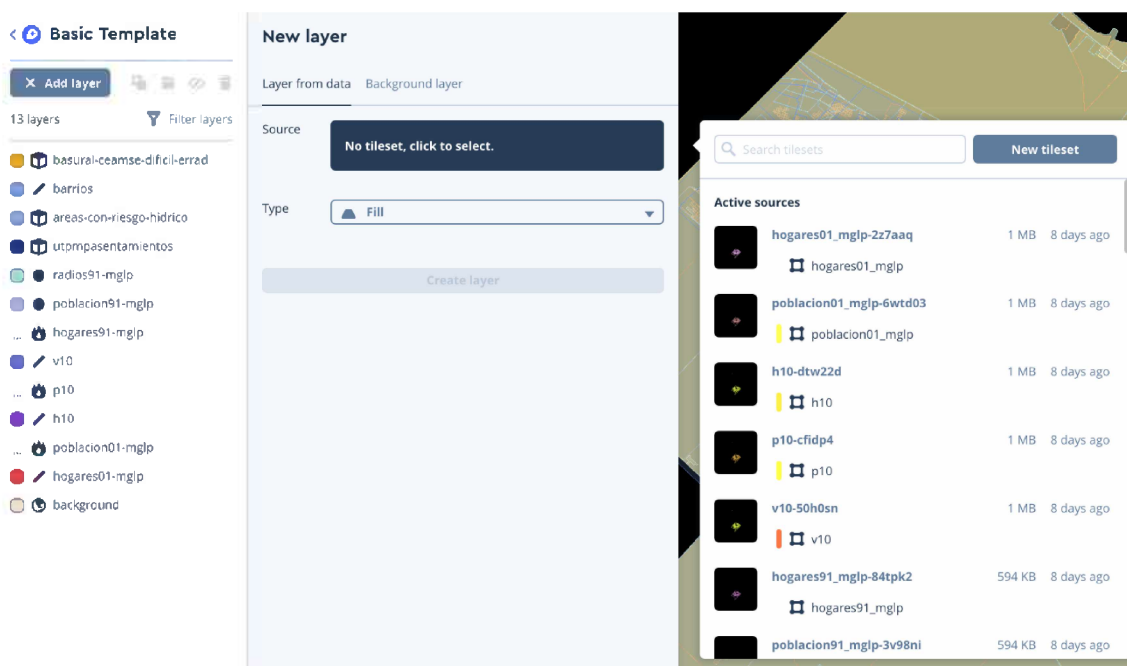 Basic Template
Add layer
13 layers
Filter layers
basural-ceamse-dificil-errad
barrios
areas-con-riesgo-hidrico
utpmpasentamientos
radios91-mglp
poblacion91-mglp
... hogares91-mglp
v10
... p10
h10
... poblacion01-mglp
hogares01-mglp
background
New layer
Layer from data Background layer
Source
No tileset, click to select.
Type
Fill
Create layer
Search tilesets
New tileset
Active sources
hogares01_mglp-2z7aaq 1 MB 8 days ago
hogares01_mglp
poblacion01_mglp-6wtd03 1 MB 8 days ago
poblacion01_mglp
h10-dtw22d 1 MB 8 days ago
h10
p10-cfidp4 1 MB 8 days ago
p10
v10-50h0sn 1 MB 8 days ago
v10
hogares91_mglp-84tpk2 594 KB 8 days ago
hogares91_mglp
poblacion91_mglp-3v98ni 594 KB 8 days ago